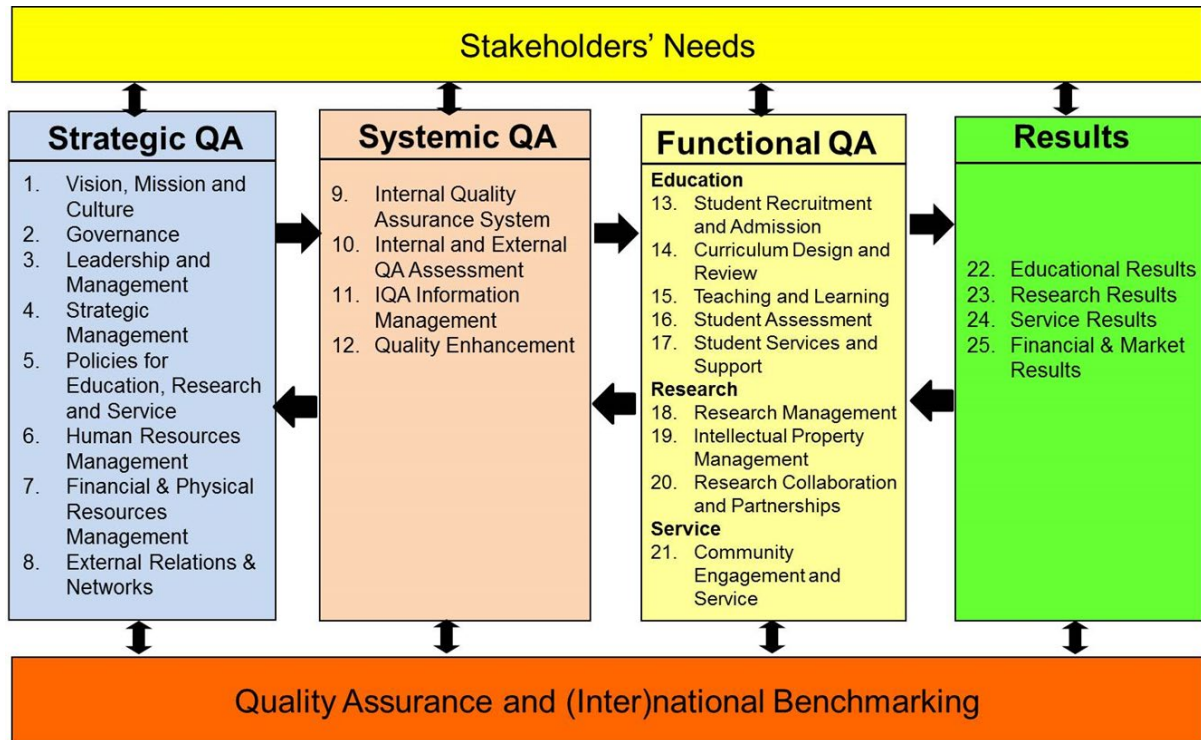 Stakeholders’ Needs
Strategic QA
1. Vision, Mission and
Culture
2. Governance
3. Leadership and
Management
4. Strategic
Management
5. Policies for
Education, Research
and Service
6. Human Resources
Management
7. Financial & Physical
Resources
Management
8. External Relations &
Networks
Systemic QA
9. Internal Quality
Assurance System
10. Internal and External
QA Assessment
11. IQA Information
Management
12. Quality Enhancement
Functional QA
Education
13. Student Recruitment
and Admission
14. Curriculum Design and
Review
15. Teaching and Learning
16. Student Assessment
17. Student Services and
Support
Research
18. Research Management
19. Intellectual Property
Management
20. Research Collaboration
and Partnerships
Service
21. Community
Engagement and
Service
Results
22. Educational Results
23. Research Results
24. Service Results
25. Financial & Market
Results
Quality Assurance and (Inter)national Benchmarking